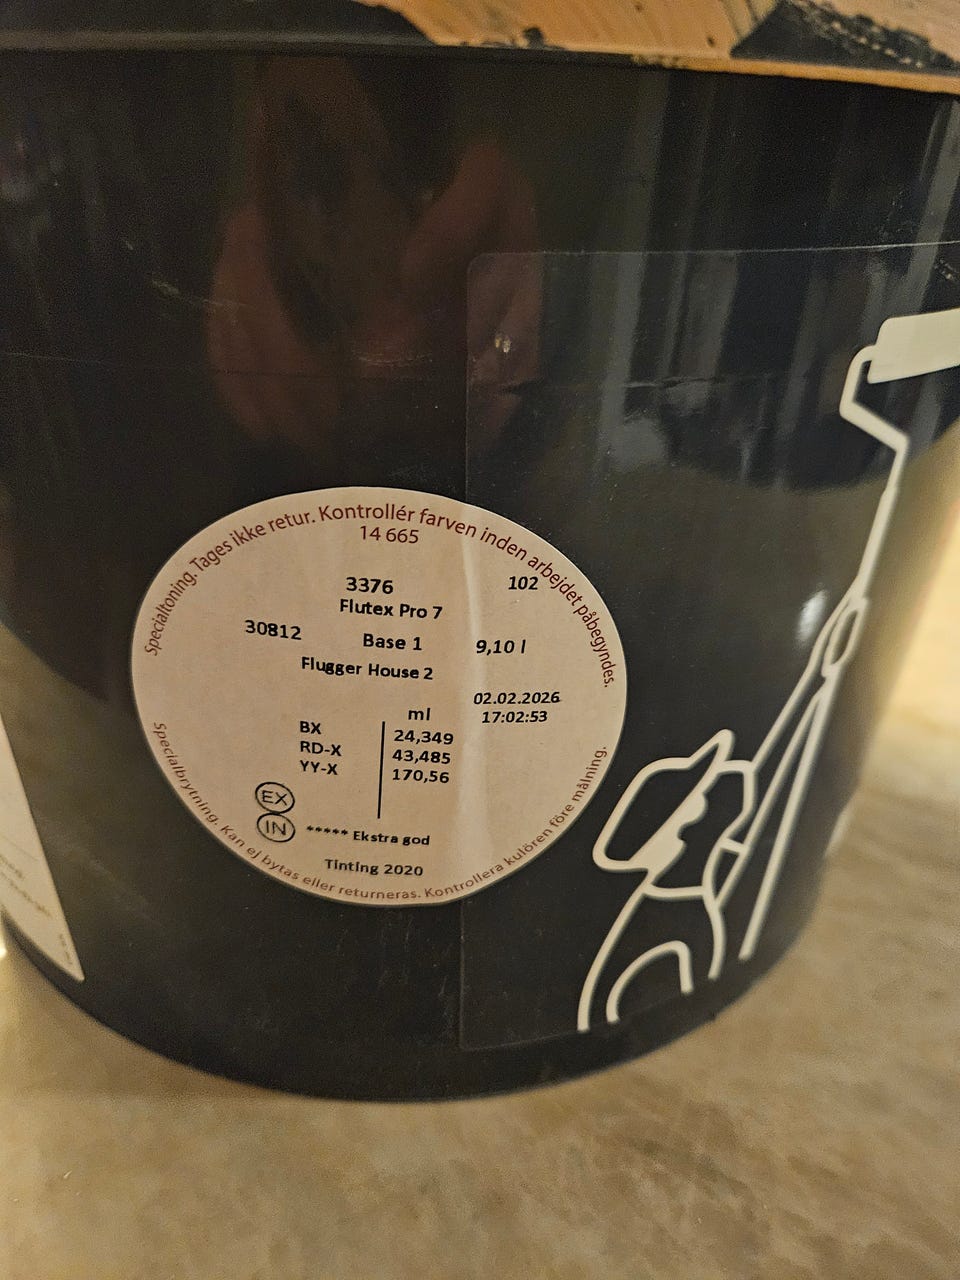 Specialtoning. Tages ikke retur. Kontrollér farven inden arbejdet påbegyndes.
14 665
3376 102
Flutex Pro 7
30812 Base 1 9,10 l
Flugger House 2
02.02.2026
17:02:53
ml
BX 24,349
RD-X 43,485
YY-X 170,56
EX
IN ***** Ekstra god
Tinting 2020
Specialbrytning. Kan ej bytas eller returneras. Kontrollera kulören före målning.